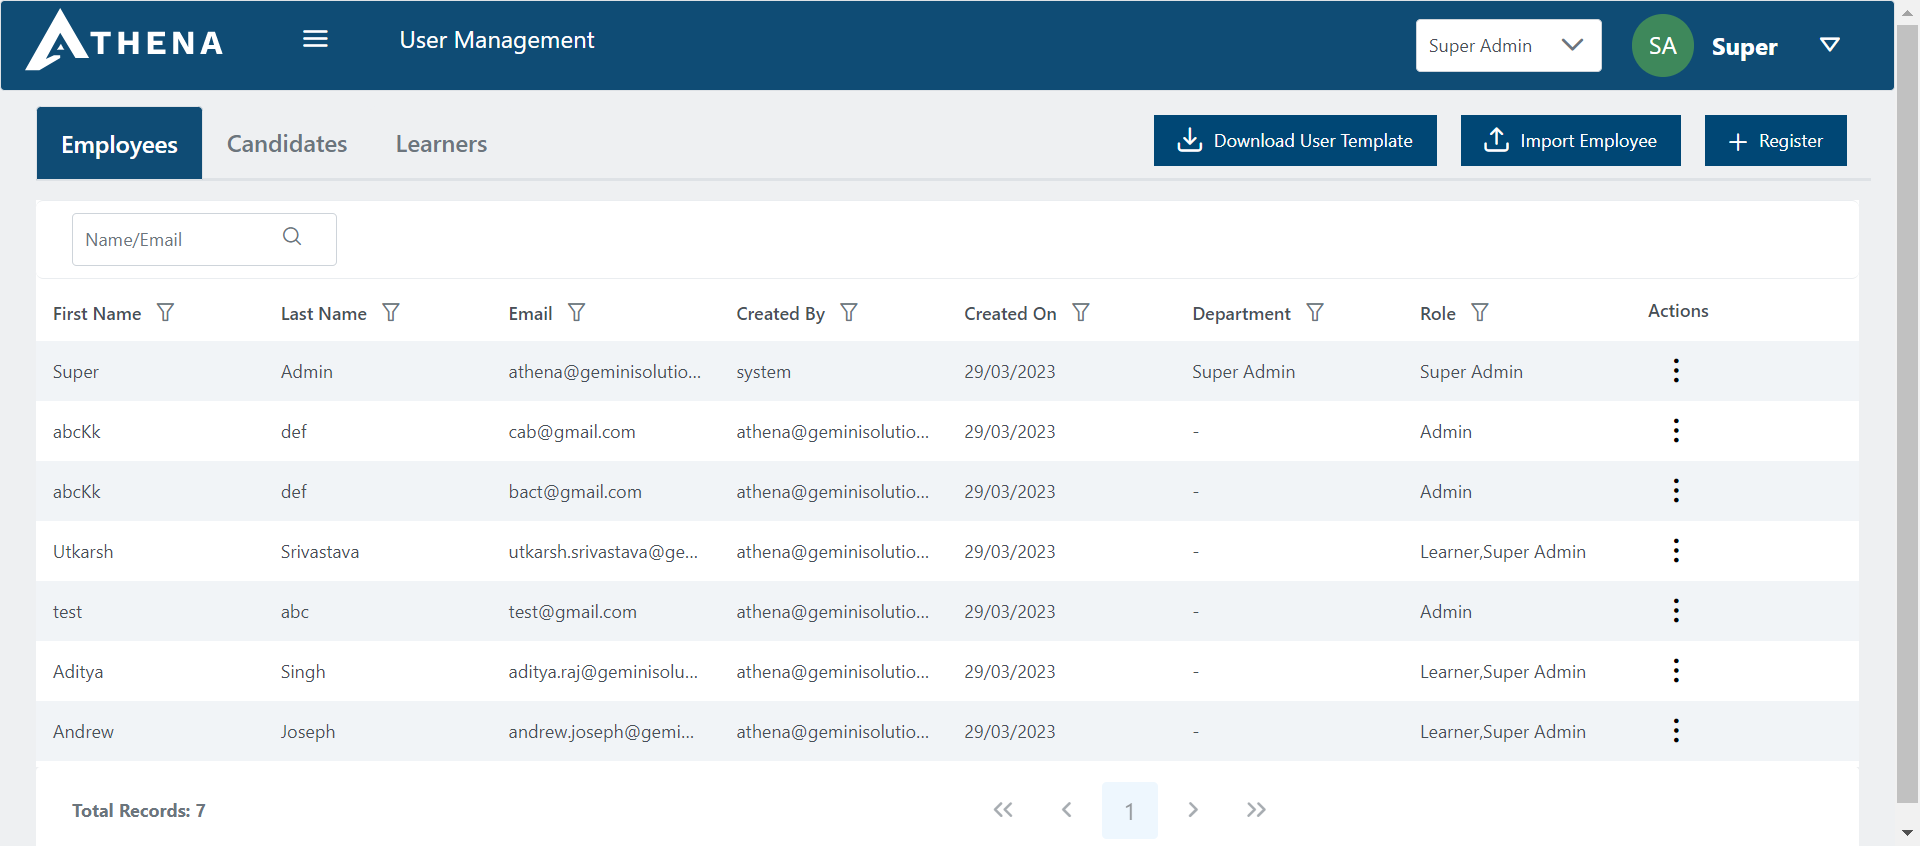 ATHENA User Management Super Admin SA Super
Employees Candidates Learners Download User Template Import Employee Register
Name/Email
First Name Last Name Email Created By Created On Department Role Actions
Super Admin athena@geminisolutio... system 29/03/2023 Super Admin Super Admin
abcKk def cab@gmail.com athena@geminisolutio... 29/03/2023 - Admin
abcKk def bact@gmail.com athena@geminisolutio... 29/03/2023 - Admin
Utkarsh Srivastava utkarsh.srivastava@ge... athena@geminisolutio... 29/03/2023 - Learner,Super Admin
test abc test@gmail.com athena@geminisolutio... 29/03/2023 - Admin
Aditya Singh aditya.raj@geminisolu... athena@geminisolutio... 29/03/2023 - Learner,Super Admin
Andrew Joseph andrew.joseph@gemi... athena@geminisolutio... 29/03/2023 - Learner,Super Admin
Total Records: 7 1